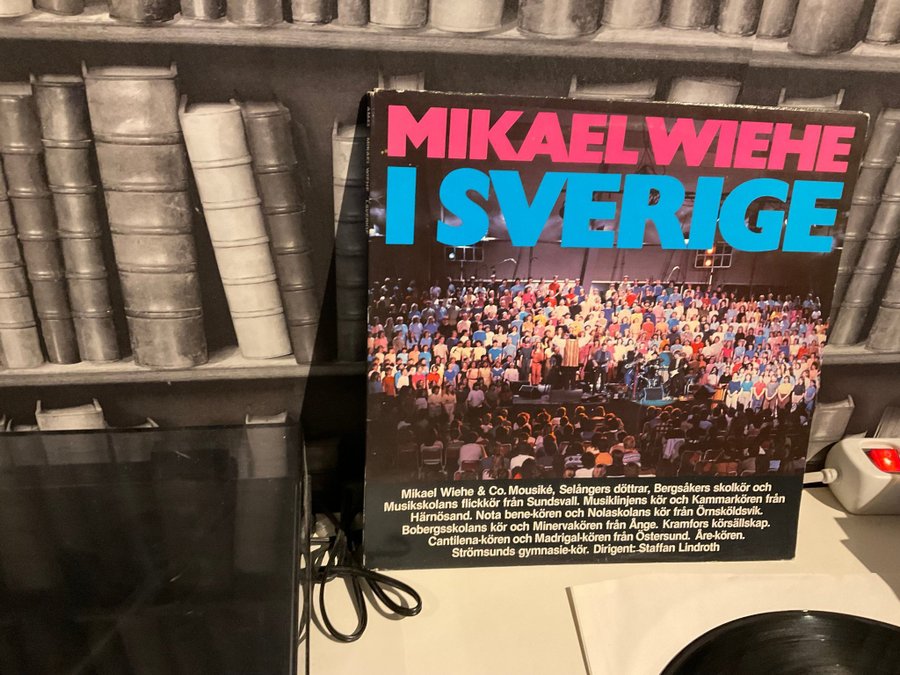 MIKAEL WIEHE
I SVERIGE
Mikael Wiehe & Co. Mousiké, Selångers döttrar, Bergsåkers skolkör och
Musikskolans flickkör från Sundsvall. Musiklinjens kör och Kammarkören från
Härnösand. Nota bene-kören och Nolaskolans kör från Örnsköldsvik.
Bobergsskolans kör och Minervakören från Ånge. Kramfors körsällskap.
Cantilena-kören och Madrigal-kören från Östersund. Åre-kören.
Strömsunds gymnasie-kör. Dirigent: Staffan Lindroth